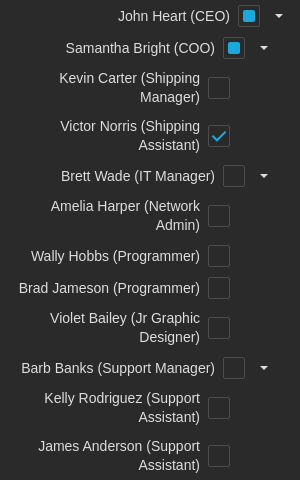 John Heart (CEO)
Samantha Bright (COO)
Kevin Carter (Shipping
Manager)
Victor Norris (Shipping
Assistant)
Brett Wade (IT Manager)
Amelia Harper (Network
Admin)
Wally Hobbs (Programmer)
Brad Jameson (Programmer)
Violet Bailey (Jr Graphic
Designer)
Barb Banks (Support Manager)
Kelly Rodriguez (Support
Assistant)
James Anderson (Support
Assistant)